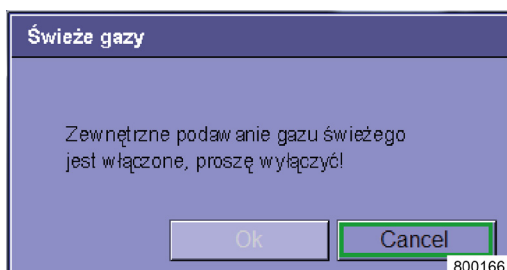 Świeże gazy
Zewnętrzne podawanie gazu świeżego
jest włączone, proszę wyłączyć!
Ok
Cancel
800166